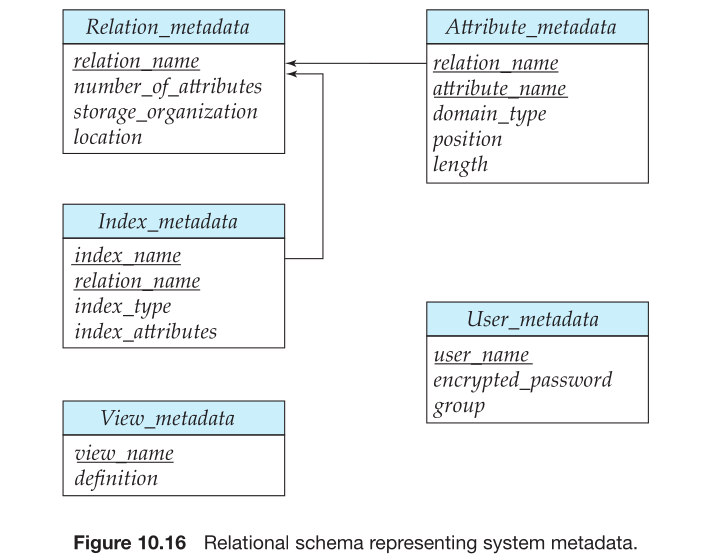 Relation_metadata
relation_name
number_of_attributes
storage_organization
location
Attribute_metadata
relation_name
attribute_name
domain_type
position
length
Index_metadata
index_name
relation_name
index_type
index_attributes
User_metadata
user_name
encrypted_password
group
View_metadata
view_name
definition
Figure 10.16 Relational schema representing system metadata.